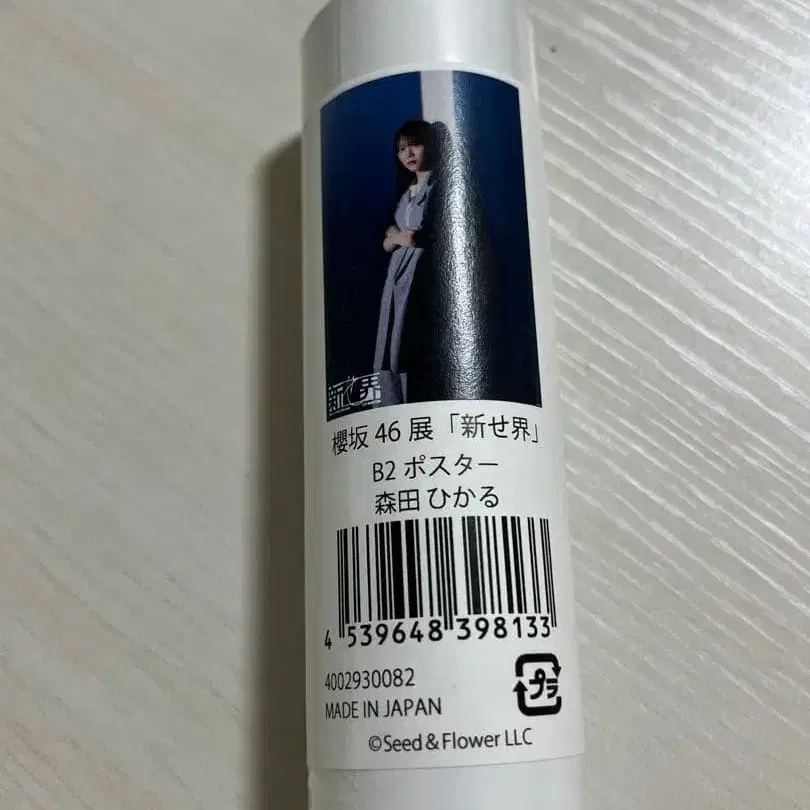 新せ界
櫻坂46展「新せ界」
B2ポスター
森田ひかる
4 539648 398133
4002930082
プラ
MADE IN JAPAN
©Seed & Flower LLC